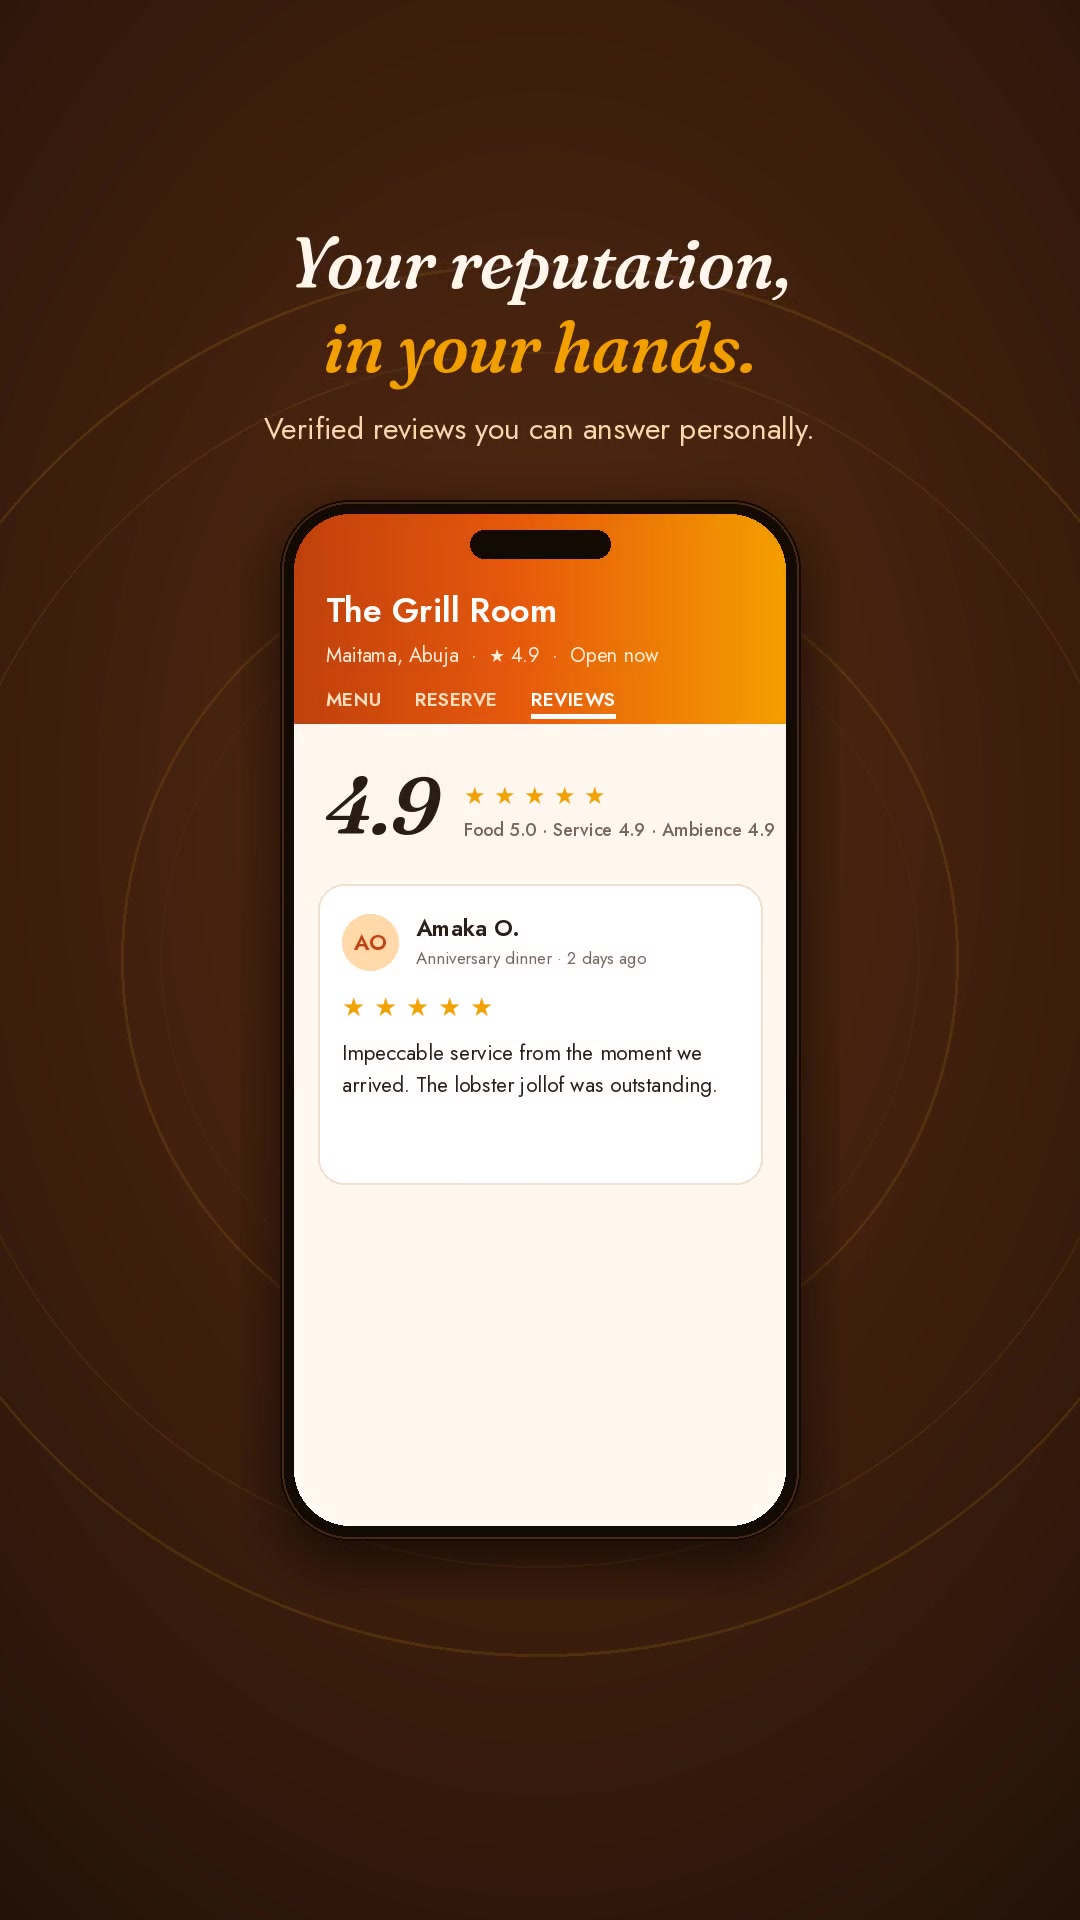 Your reputation,
in your hands.
Verified reviews you can answer personally.
The Grill Room
Maitama, Abuja · ★ 4.9 · Open now
MENU RESERVE REVIEWS
4.9
★ ★ ★ ★ ★
Food 5.0 · Service 4.9 · Ambience 4.9
AO
Amaka O.
Anniversary dinner · 2 days ago
★ ★ ★ ★ ★
Impeccable service from the moment we
arrived. The lobster jollof was outstanding.